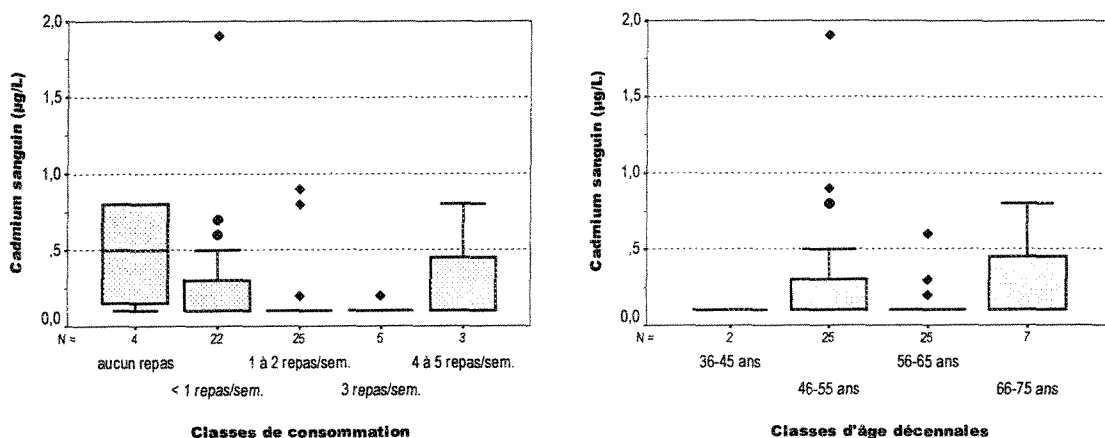 Cadmium sanguin (µg/L)
2,0
1,5
1,0
,5
0,0
N =
4
22
25
5
3
aucun repas
1 à 2 repas/sem.
4 à 5 repas/sem.
< 1 repas/sem.
3 repas/sem.
Classes de consommation
Cadmium sanguin (µg/L)
2,0
1,5
1,0
,5
0,0
N =
2
25
25
7
36-45 ans
56-65 ans
46-55 ans
66-75 ans
Classes d'âge décennales